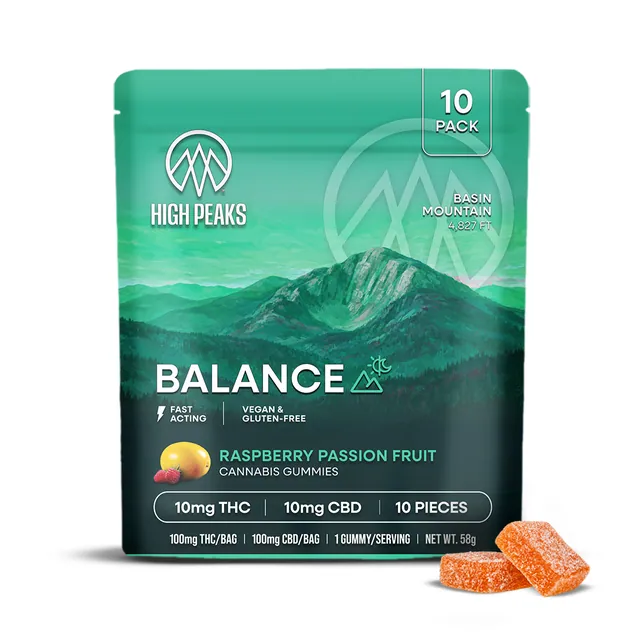 10
PACK
HIGH PEAKS
BASIN
MOUNTAIN
4,827 FT
BALANCE
FAST
ACTING
VEGAN &
GLUTEN-FREE
RASPBERRY PASSION FRUIT
CANNABIS GUMMIES
10mg THC | 10mg CBD | 10 PIECES
100mg THC/BAG | 100mg CBD/BAG | 1 GUMMY/SERVING | NET WT. 58g